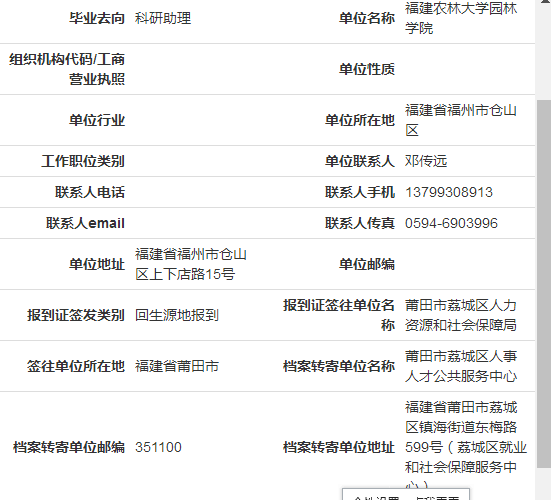 毕业去向 科研助理 单位名称 福建农林大学园林
学院
组织机构代码/工商
营业执照 单位性质
单位行业 单位所在地 福建省福州市仓山
区
工作职位类别 单位联系人 邓传远
联系人电话 联系人手机 13799308913
联系人email 联系人传真 0594-6903996
单位地址 福建省福州市仓山
区上下店路15号 单位邮编
报到证签发类别 回生源地报到 报到证签往单位名
称 莆田市荔城区人力
资源和社会保障局
签往单位所在地 福建省莆田市 档案转寄单位名称 莆田市荔城区人事
人才公共服务中心
档案转寄单位邮编 351100 档案转寄单位地址 福建省莆田市荔城
区镇海街道东梅路
599号（荔城区就业
和社会保障服务中
心）